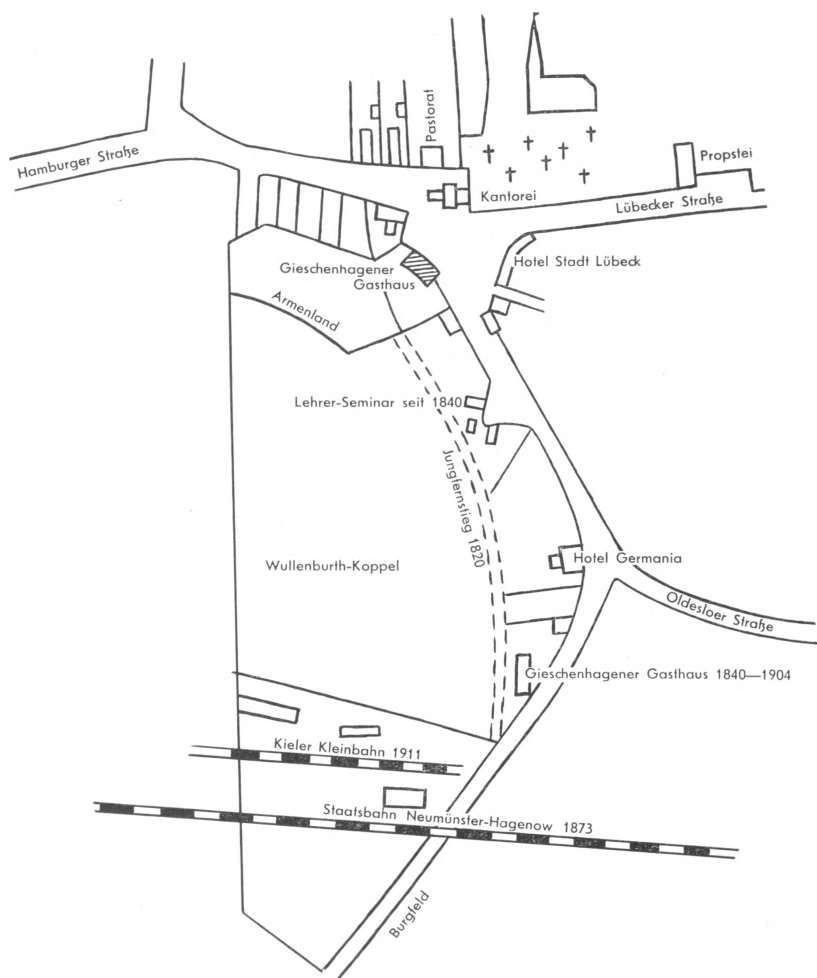 Pastorat
Hamburger Straße
Propstei
Kantorei
Lübecker Straße
Hotel Stadt Lübeck
Gieschenhagener
Gasthaus
Armenland
Lehrer-Seminar seit 1840
Jungfernstieg 1820
Wullenburth-Koppel
Hotel Germania
Oldesloer Straße
Gieschenhagener Gasthaus 1840—1904
Kieler Kleinbahn 1911
Staatsbahn Neumünster-Hagenow 1873
Burgfeld